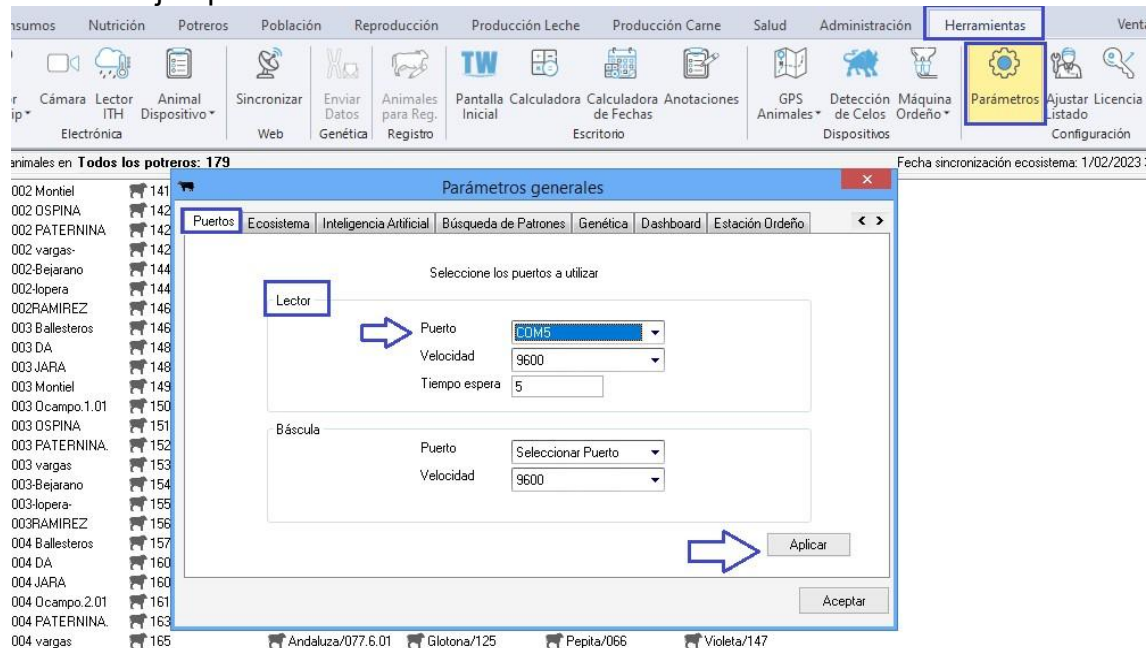 nsumos Nutrición Potreros Población Reproducción Producción Leche Producción Carne Salud Administración Herramientas Venta
Cámara Lector ITH Animal Dispositivo Sincronizar Enviar Datos Animales para Reg. Pantalla Inicial Calculadora Calculadora de Fechas Anotaciones GPS Animales Detección de Celos Máquina Ordeño Parámetros Ajustar Listado Licencia
Electrónica Web Genética Registro Escritorio Dispositivos Configuración
animales en Todos los potreros: 179 Fecha sincronización ecosistema: 1/02/2023
Parámetros generales
Puertos Ecosistema Inteligencia Artificial Búsqueda de Patrones Genética Dashboard Estación Ordeño
Seleccione los puertos a utilizar
Lector
Puerto COM5
Velocidad 9600
Tiempo espera 5
Báscula
Puerto Seleccionar Puerto
Velocidad 9600
Aplicar
Aceptar
002 Montiel 141
002 OSPINA 142
002 PATERNINA 142
002 vargas- 142
002-Bejarano 144
002-lopera 144
002RAMIREZ 146
003 Ballesteros 146
003 DA 148
003 JARA 148
003 Montiel 149
003 Ocampo.1.01 150
003 OSPINA 151
003 PATERNINA. 152
003 vargas 153
003-Bejarano 154
003-lopera- 155
003RAMIREZ 156
004 Ballesteros 157
004 DA 160
004 JARA 160
004 Ocampo.2.01 161
004 PATERNINA. 163
004 vargas 165 Andaluza/077.6.01 Glotona/125 Pepita/066 Violeta/147